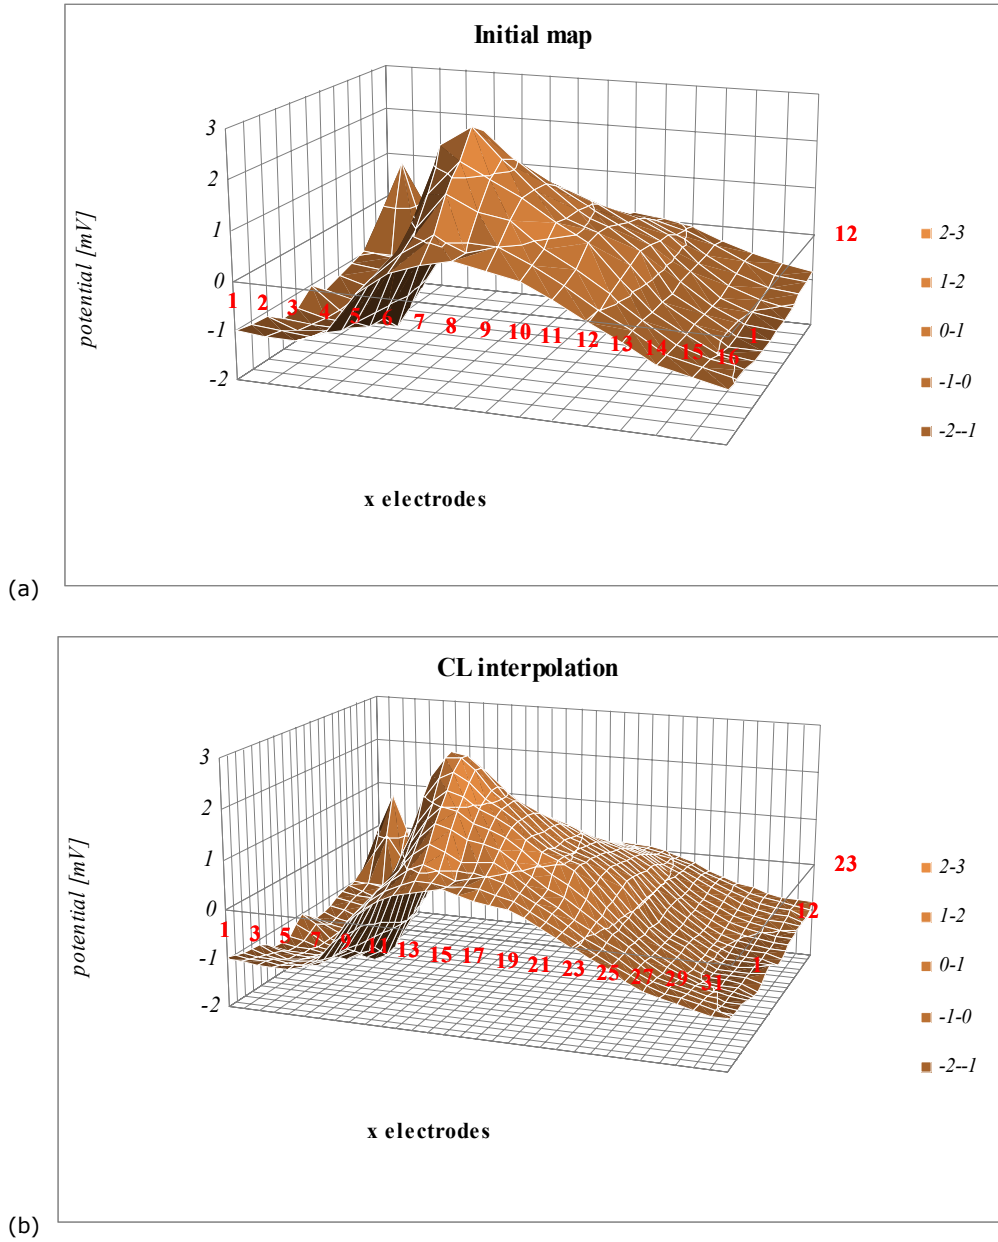 Initial map
3
2
1
0
-1
-2
potential [mV]
1 2 3 4 5 6 7 8 9 10 11 12 13 14 15 16
1
12
2-3
1-2
0-1
-1-0
-2--1
x electrodes
(a)
CL interpolation
3
2
1
0
-1
-2
potential [mV]
1 3 5 7 9 11 13 15 17 19 21 23 25 27 29 31
1
12
23
2-3
1-2
0-1
-1-0
-2--1
x electrodes
(b)